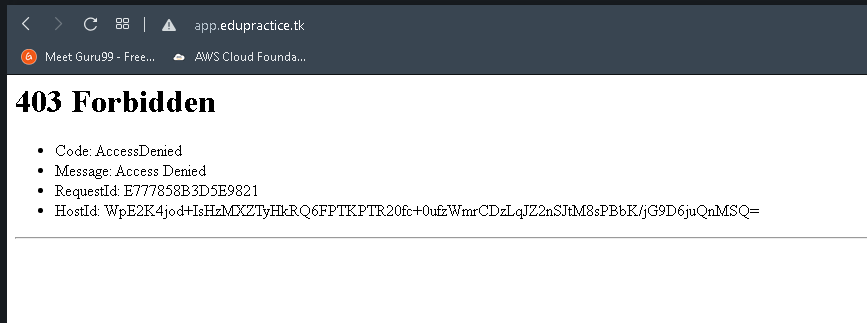 app.edupractice.tk
Meet Guru99 - Free... AWS Cloud Founda...
403 Forbidden
• Code: AccessDenied
• Message: Access Denied
• RequestId: E777858B3D5E9821
• HostId: WpE2K4jod+IsHzMXZTyHkRQ6FPTKPTR20fc+0ufzWmrCDzLqJZ2nSJtM8sPBbK/jG9D6juQnMSQ=